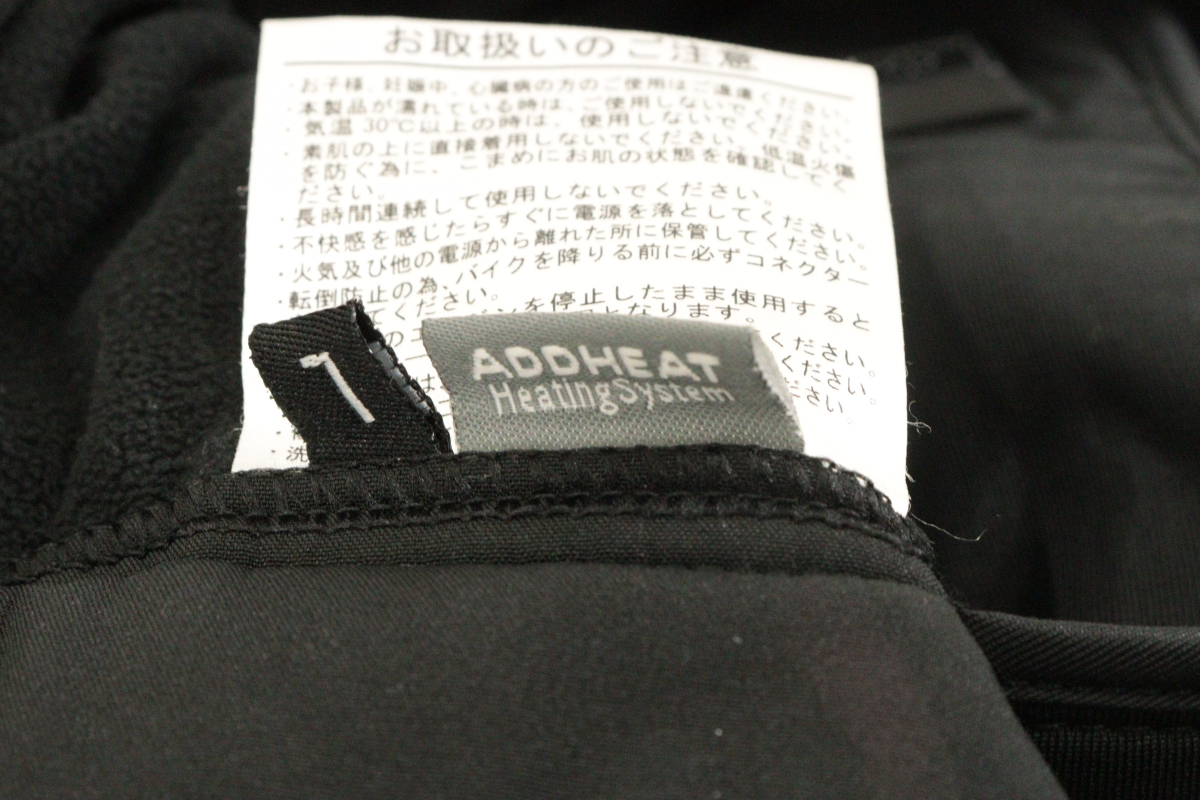 お取扱いのご注意
・お子様、妊娠中、心臓病の方のご使用はご遠慮ください。
・本製品が濡れている時は、ご使用しないでください。
・気温30℃以上の時は、使用しないでください。
・素肌の上に直接着用しないでください。低温火傷
を防ぐ為に、こまめにお肌の状態を確認してく
ださい。
・長時間連続して使用しないでください。
・不快感を感じたらすぐに電源を落としてください。
・火気及び他の電源から離れた所に保管してください。
・転倒防止の為、バイクを降りる前に必ずコネクター
てください。
ンを停止したまま使用すると
となります。
ください。
ください。
ださい。
・洗
1
ADDHEAT
HeatingSystem